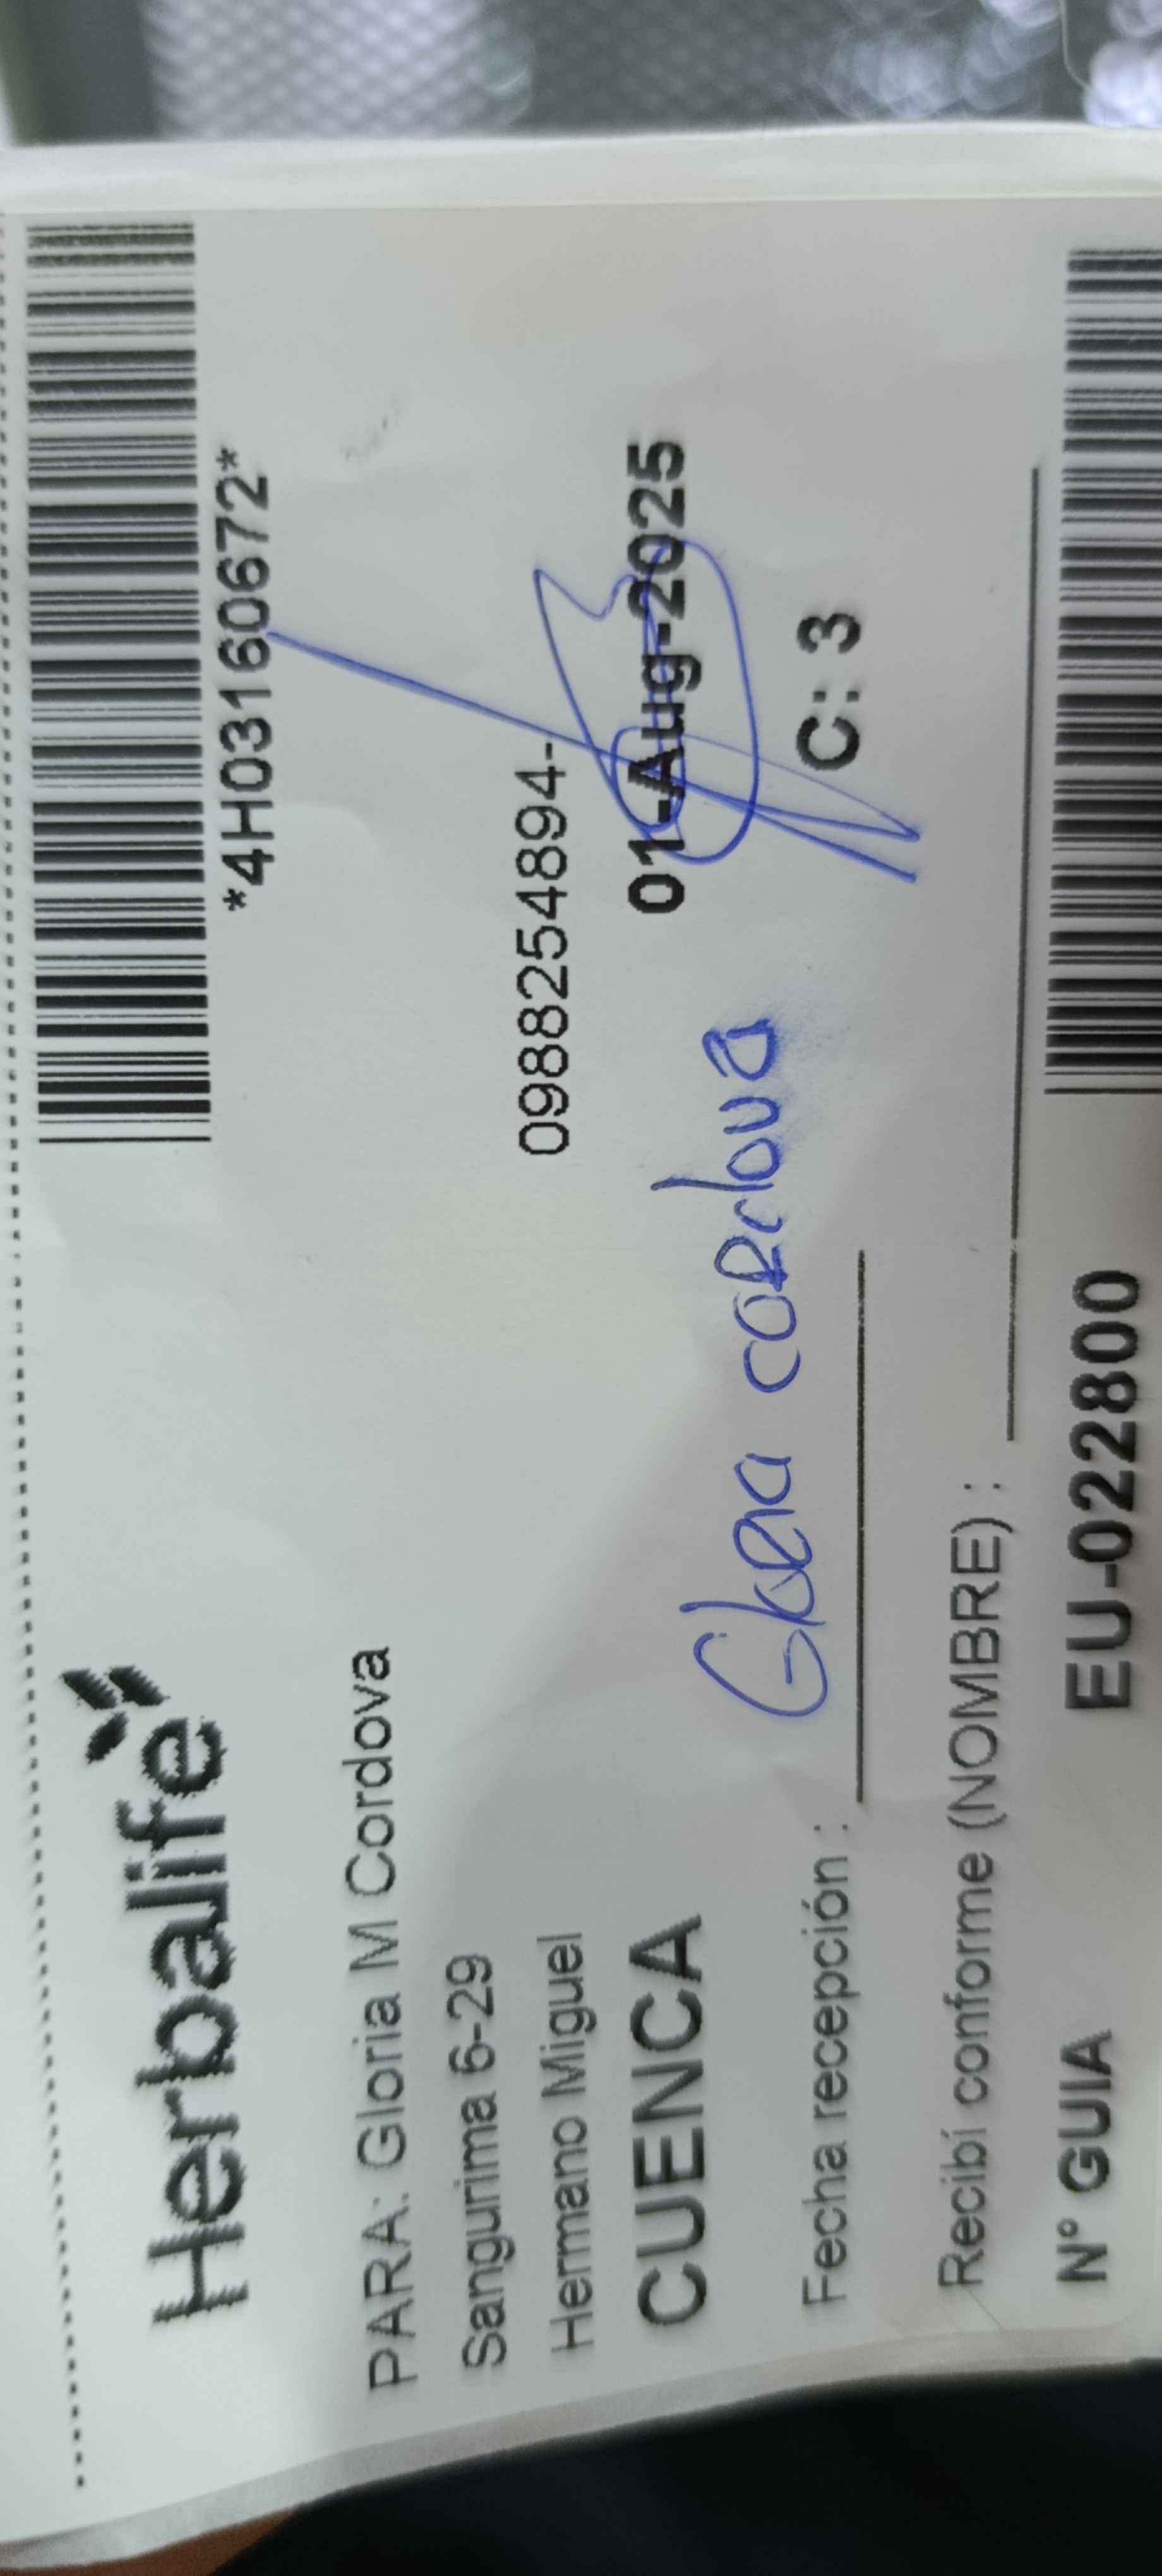 Herbalife
*4H03160672*
PARA: Gloria M Cordova
Sangurima 6-29
Hermano Miguel
0988254894-
CUENCA
01-Aug-2025
Gloria cordova
Fecha recepción :
C: 3
Recibí conforme (NOMBRE) :
N° GUIA
EU-022800